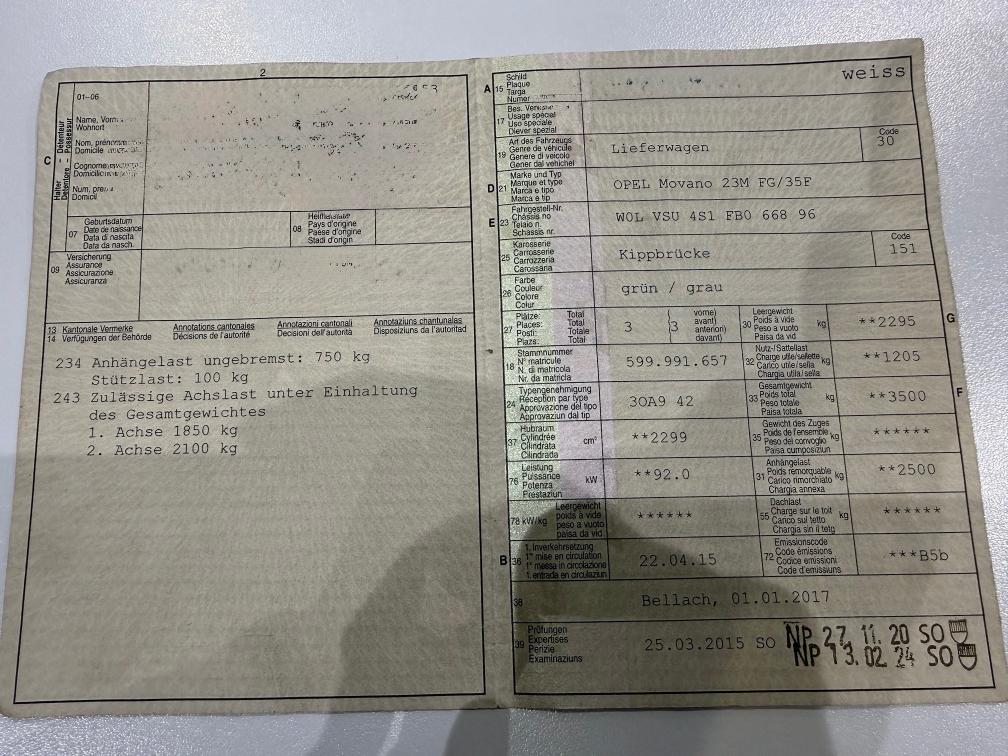 2
01-06
C
Halter - Detenteur
Detentore - Possessur
Name, Vorn.
Wohnort
Nom, prénom
Domicile
Cognome
Domicilio
Num, prenu
Domicil
07
Geburtsdatum
Date de naissance
Data di nascita
Data da nasch.
08
Heimatstaat
Pays d'origine
Paese d'origine
Stadi d'origin
09
Versicherung
Assurance
Assicurazione
Assicuranza
13
14
Kantonale Vermerke
Verfügungen der Behörde
Annotations cantonales
Décisions de l'autorité
Annotazioni cantonali
Decisioni dell'autorità
Annotaziuns chantunalas
Disposiziuns da l'autoritad
234 Anhängelast ungebremst: 750 kg
Stützlast: 100 kg
243 Zulässige Achslast unter Einhaltung
des Gesamtgewichtes
1. Achse 1850 kg
2. Achse 2100 kg
A 15
Schild
Plaque
Targa
Numer
weiss
17
Usage spécial
Uso speciale
Diever spezial
19
Art des Fahrzeugs
Genre de véhicule
Genere di veicolo
Gener dal vehichel
Lieferwagen
Code
30
D 21
Marke und Typ
Marque et type
Marca e tipo
Marca e tip
OPEL Movano 23M FG/35F
E 23
Fahrgestell-Nr.
Châssis no
Telaio n.
Schassis nr.
W0L VSU 4S1 FB0 668 96
25
Karosserie
Carrosserie
Carrozzeria
Carossaria
Kippbrücke
Code
151
26
Farbe
Couleur
Colore
Colur
grün / grau
27
Plätze: Total
Places: Total
Posti: Totale
Plazs: Total
3
(3
vorne)
avant)
anteriori)
davant)
30
Leergewicht
Poids à vide
Peso a vuoto
Paisa da vid
kg
**2295
G
18
Stammnummer
N° matricule
N. di matricola
Nr. da matricla
599.991.657
32
Nutz-/Sattellast
Charge utile/sellette
Carico utile/sella
Chargia utila/sella
kg
**1205
24
Typengenehmigung
Réception par type
Approvazione del tipo
Approvaziun dal tip
3OA9 42
33
Gesamtgewicht
Poids total
Peso totale
Paisa totala
kg
**3500
F
37
Hubraum
Cylindrée
Cilindrata
Cilindrada
cm³
**2299
35
Gewicht des Zuges
Poids de l'ensemble
Peso del convoglio
Paisa cumposiziun
kg
******
76
Leistung
Puissance
Potenza
Prestaziun
kW
**92.0
31
Anhängelast
Poids remorquable
Carico rimorchiato
Chargia annexa
kg
**2500
78 kW/kg
Leergewicht
poids à vide
peso a vuoto
paisa da vid
******
55
Dachlast
Charge sur le toit
Carico sul tetto
Chargia sin il tetg
kg
******
B 36
1. Inverkehrsetzung
1re mise en circulation
1a messa in circolazione
1. entrada en circulaziun
22.04.15
72
Emissionscode
Code émissions
Codice emissioni
Code d'emissiuns
***B5b
38
Bellach, 01.01.2017
39
Prüfungen
Expertises
Perizie
Examinaziuns
25.03.2015 SO
NP 27. 11. 20 SO
NP 13. 02. 24 SO